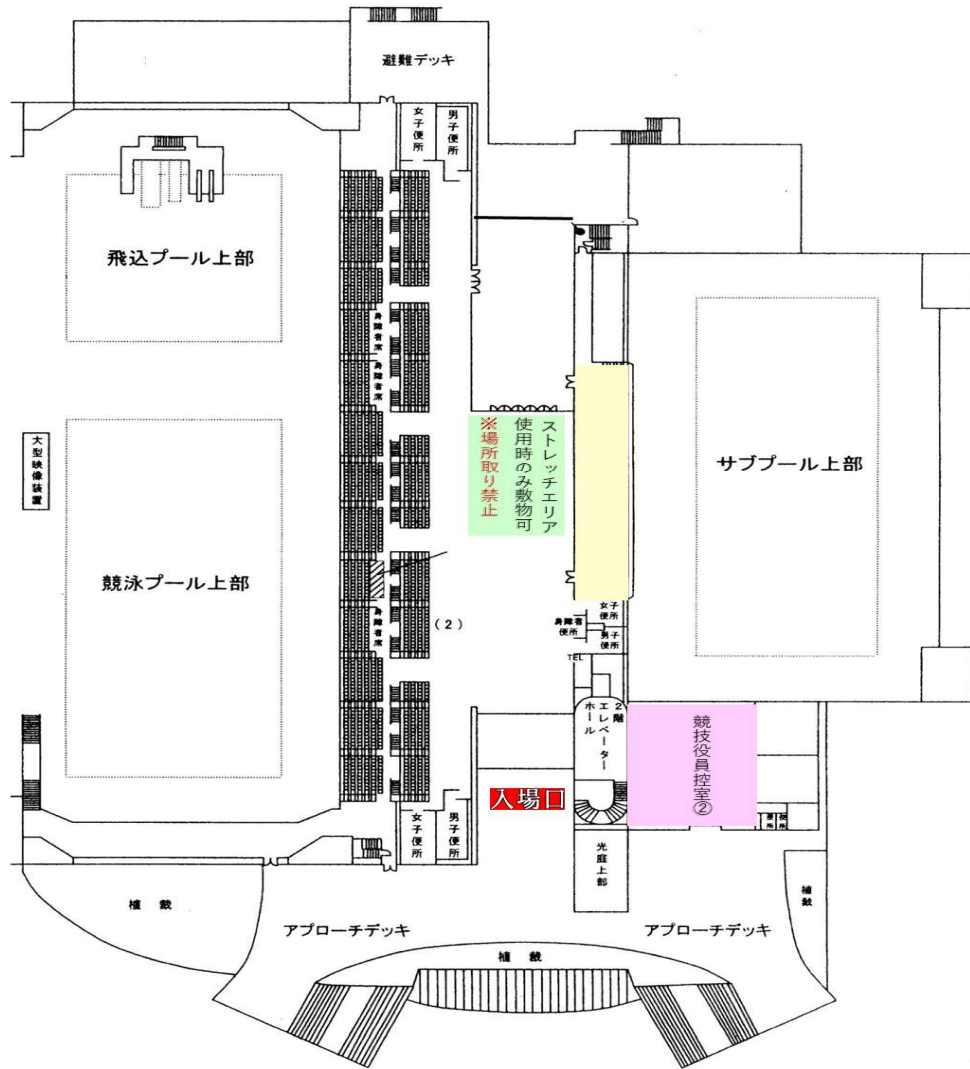 避難デッキ
女子便所
男子便所
飛込プール上部
身障者席
身障者席
大型映像装置
ストレッチエリア
使用時のみ敷物可
※場所取り禁止
サブプール上部
競泳プール上部
身障者席
(2)
女子便所
身障者便所
男子便所
TEL
2階
エレベーター
ホール
競技役員控室②
入場口
女子便所
男子便所
便所
便所
光庭上部
植栽
植栽
アプローチデッキ
アプローチデッキ
植栽